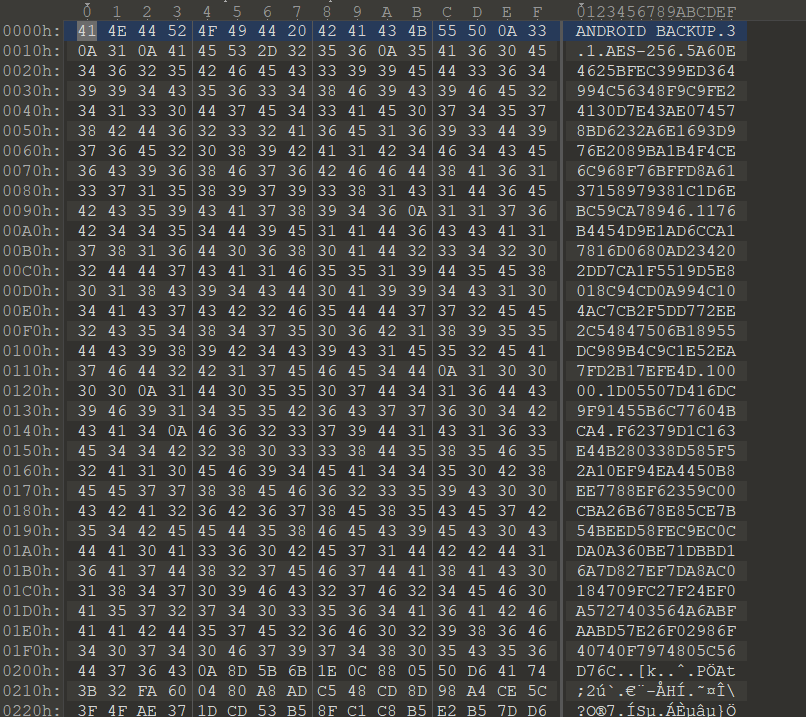 0 1 2 3 4 5 6 7 8 9 A B C D E F 0123456789ABCDEF
0000h: 41 4E 44 52 4F 49 44 20 42 41 43 4B 55 50 0A 33 ANDROID BACKUP.3
0010h: 0A 31 0A 41 45 53 2D 32 35 36 0A 35 41 36 30 45 .1.AES-256.5A60E
0020h: 34 36 32 35 42 46 45 43 33 39 39 45 44 33 36 34 4625BFEC399ED364
0030h: 39 39 34 43 35 36 33 34 38 46 39 43 39 46 45 32 994C56348F9C9FE2
0040h: 34 31 33 30 44 37 45 34 33 41 45 30 37 34 35 37 4130D7E43AE07457
0050h: 38 42 44 36 32 33 32 41 36 45 31 36 39 33 44 39 8BD6232A6E1693D9
0060h: 37 36 45 32 30 38 39 42 41 31 42 34 46 34 43 45 76E2089BA1B4F4CE
0070h: 36 43 39 36 38 46 37 36 42 46 46 44 38 41 36 31 6C968F76BFFD8A61
0080h: 33 37 31 35 38 39 37 39 33 38 31 43 31 44 36 45 37158979381C1D6E
0090h: 42 43 35 39 43 41 37 38 39 34 36 0A 31 31 37 36 BC59CA78946.1176
00A0h: 42 34 34 35 34 44 39 45 31 41 44 36 43 43 41 31 B4454D9E1AD6CCA1
00B0h: 37 38 31 36 44 30 36 38 30 41 44 32 33 34 32 30 7816D0680AD23420
00C0h: 32 44 44 37 43 41 31 46 35 35 31 39 44 35 45 38 2DD7CA1F5519D5E8
00D0h: 30 31 38 43 39 34 43 44 30 41 39 39 34 43 31 30 018C94CD0A994C10
00E0h: 34 41 43 37 43 42 32 46 35 44 44 37 37 32 45 45 4AC7CB2F5DD772EE
00F0h: 32 43 35 34 38 34 37 35 30 36 42 31 38 39 35 35 2C54847506B18955
0100h: 44 43 39 38 39 42 34 43 39 43 31 45 35 32 45 41 DC989B4C9C1E52EA
0110h: 37 46 44 32 42 31 37 45 46 45 34 44 0A 31 30 30 7FD2B17EFE4D.100
0120h: 30 30 0A 31 44 30 35 35 30 37 44 34 31 36 44 43 00.1D05507D416DC
0130h: 39 46 39 31 34 35 35 42 36 43 37 37 36 30 34 42 9F91455B6C77604B
0140h: 43 41 34 0A 46 36 32 33 37 39 44 31 43 31 36 33 CA4.F62379D1C163
0150h: 45 34 34 42 32 38 30 33 33 38 44 35 38 35 46 35 E44B280338D585F5
0160h: 32 41 31 30 45 46 39 34 45 41 34 34 35 30 42 38 2A10EF94EA4450B8
0170h: 45 45 37 37 38 38 45 46 36 32 33 35 39 43 30 30 EE7788EF62359C00
0180h: 43 42 41 32 36 42 36 37 38 45 38 35 43 45 37 42 CBA26B678E85CE7B
0190h: 35 34 42 45 45 44 35 38 46 45 43 39 45 43 30 43 54BEED58FEC9EC0C
01A0h: 44 41 30 41 33 36 30 42 45 37 31 44 42 42 44 31 DA0A360BE71DBBD1
01B0h: 36 41 37 44 38 32 37 45 46 37 44 41 38 41 43 30 6A7D827EF7DA8AC0
01C0h: 31 38 34 37 30 39 46 43 32 37 46 32 34 45 46 30 184709FC27F24EF0
01D0h: 41 35 37 32 37 34 30 33 35 36 34 41 36 41 42 46 A5727403564A6ABF
01E0h: 41 41 42 44 35 37 45 32 36 46 30 32 39 38 36 46 AABD57E26F02986F
01F0h: 34 30 37 34 30 46 37 39 37 34 38 30 35 43 35 36 40740F7974805C56
0200h: 44 37 36 43 0A 8D 5B 6B 1E 0C 88 05 50 D6 41 74 D76C..[k..ˆ.PÖAt
0210h: 3B 32 FA 60 04 80 A8 AD C5 48 CD 8D 98 A4 CE 5C ;2ú`.€¨-ÅHÍ.˜¤Î\
0220h: 3F 4F AE 37 1D CD 53 B5 8F C1 C8 B5 E2 B5 7D D6 ?O®7.ÍSµ.ÁÈµâµ}Ö